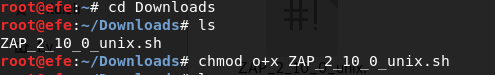 root@efe:~# cd Downloads
root@efe:~/Downloads# ls
ZAP_2_10_0_unix.sh
root@efe:~/Downloads# chmod o+x ZAP_2_10_0_unix.sh